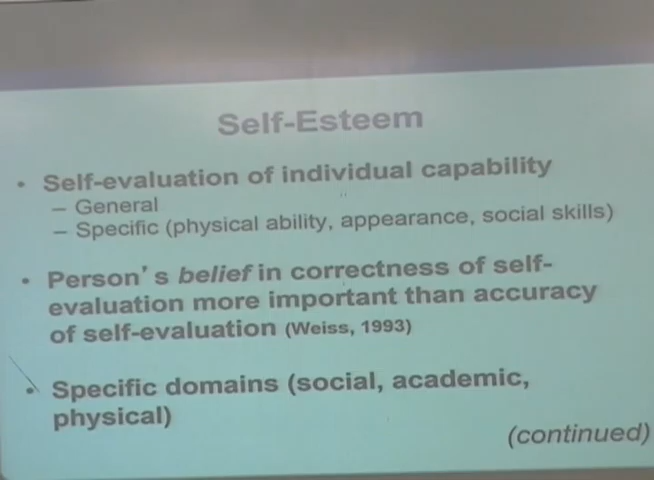 Self-Esteem
• Self-evaluation of individual capability
– General
– Specific (physical ability, appearance, social skills)
• Person's belief in correctness of self-
evaluation more important than accuracy
of self-evaluation (Weiss, 1993)
• Specific domains (social, academic,
physical)
(continued)